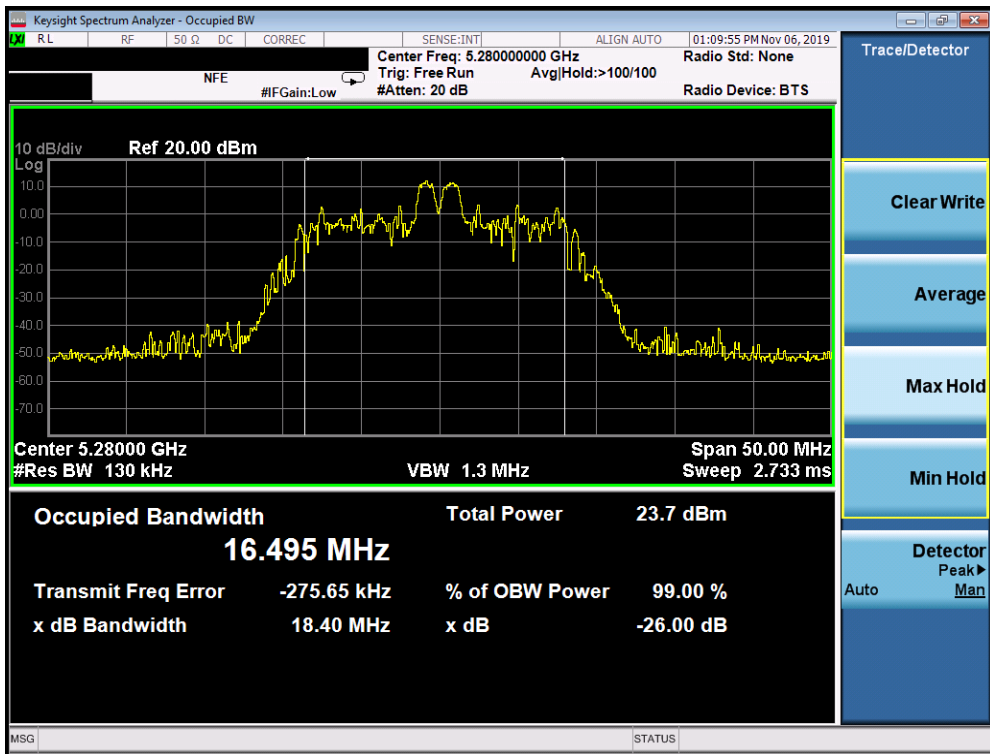 Keysight Spectrum Analyzer - Occupied BW
LXI RL RF 50 Ω DC CORREC SENSE:INT ALIGN AUTO 01:09:55 PM Nov 06, 2019
Center Freq: 5.280000000 GHz Radio Std: None
NFE Trig: Free Run Avg|Hold:>100/100
#IFGain:Low #Atten: 20 dB Radio Device: BTS
10 dB/div Ref 20.00 dBm
Log
10.0
0.00
-10.0
-20.0
-30.0
-40.0
-50.0
-60.0
-70.0
Center 5.28000 GHz Span 50.00 MHz
#Res BW 130 kHz VBW 1.3 MHz Sweep 2.733 ms
Occupied Bandwidth Total Power 23.7 dBm
16.495 MHz
Transmit Freq Error -275.65 kHz % of OBW Power 99.00 %
x dB Bandwidth 18.40 MHz x dB -26.00 dB
MSG STATUS
Trace/Detector
Clear Write
Average
Max Hold
Min Hold
Detector
Peak▶
Auto Man